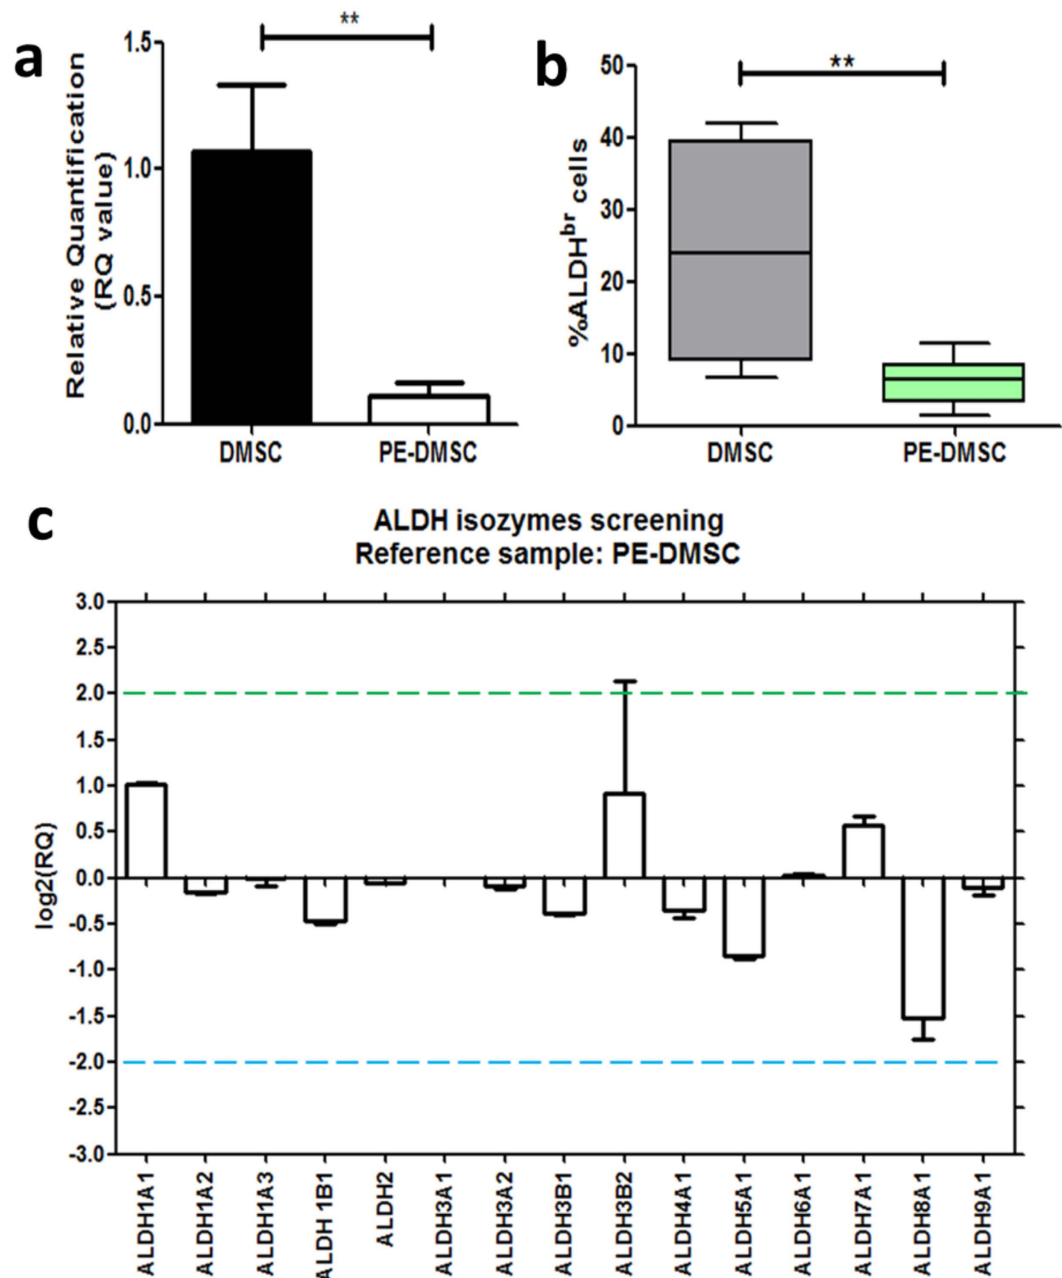 a
**
Relative Quantification
(RQ value)
1.5
1.0
0.5
0.0
DMSC
PE-DMSC
b
**
%ALDHbr cells
50
40
30
20
10
0
DMSC
PE-DMSC
c
ALDH isozymes screening
Reference sample: PE-DMSC
log2(RQ)
3.0
2.5
2.0
1.5
1.0
0.5
0.0
-0.5
-1.0
-1.5
-2.0
-2.5
-3.0
ALDH1A1
ALDH1A2
ALDH1A3
ALDH 1B1
ALDH2
ALDH3A1
ALDH3A2
ALDH3B1
ALDH3B2
ALDH4A1
ALDH5A1
ALDH6A1
ALDH7A1
ALDH8A1
ALDH9A1